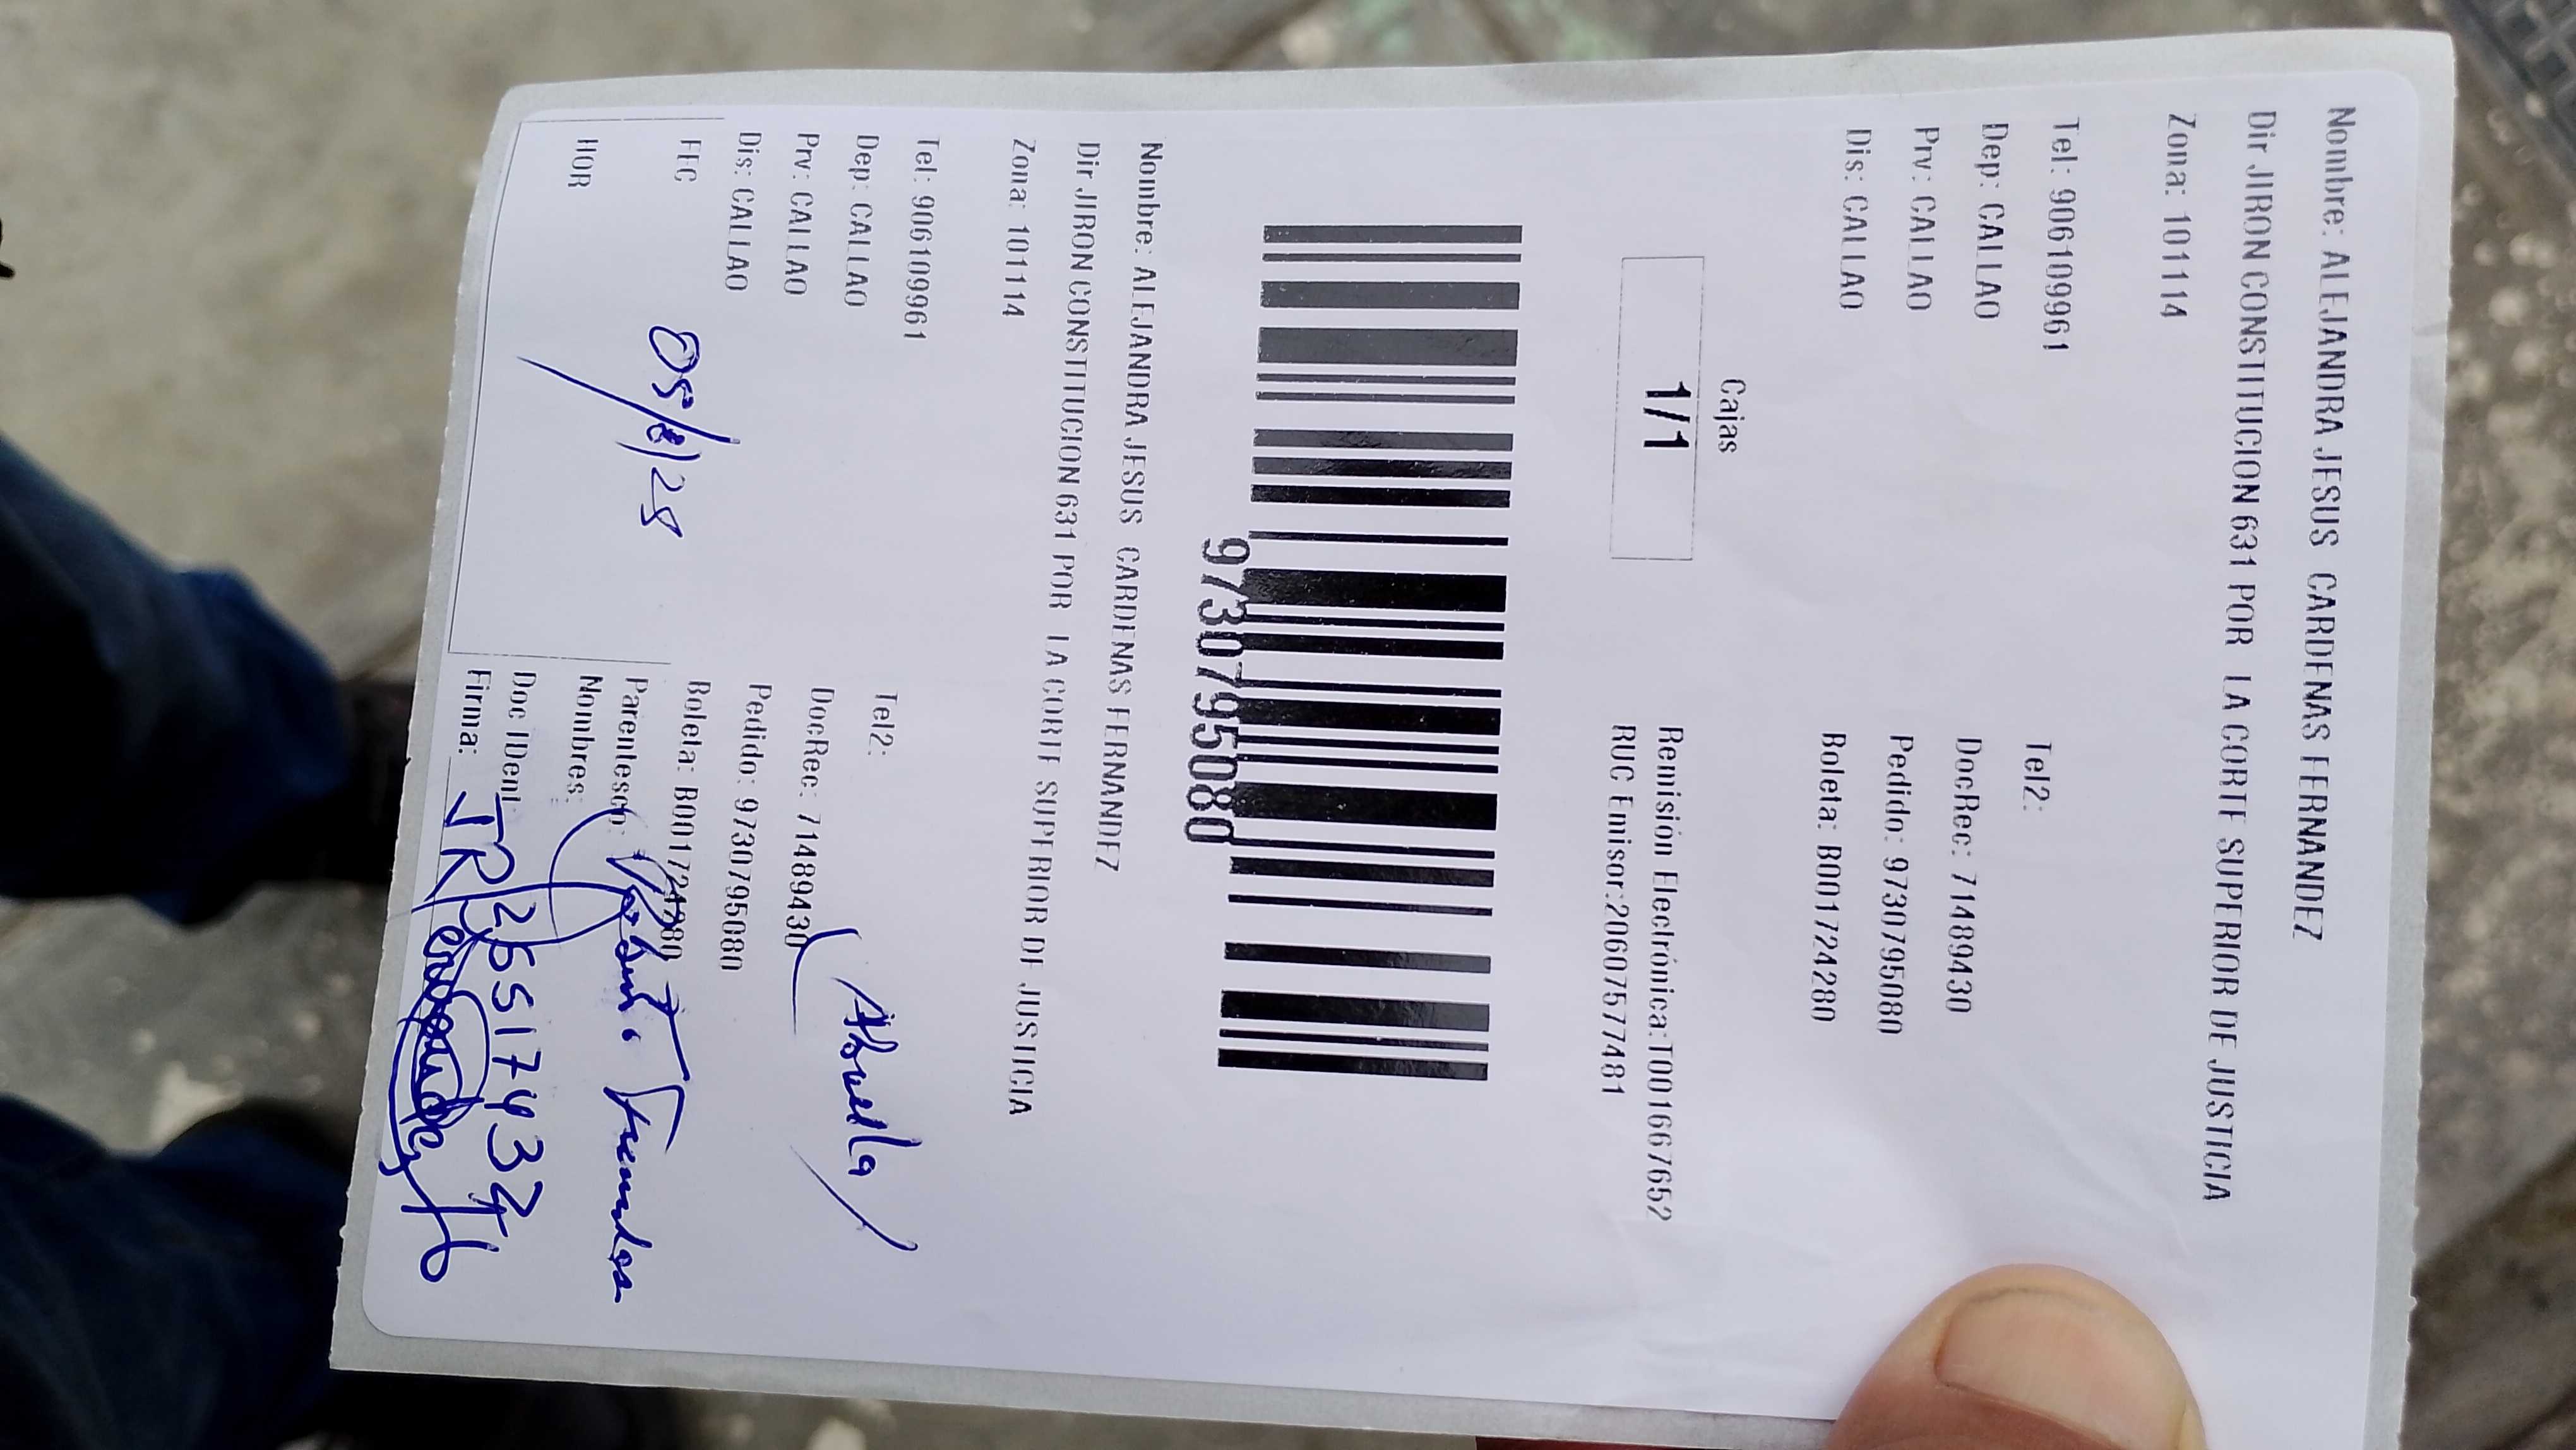 Nombre: ALEJANDRA JESUS CARDENAS FERNANDEZ
Dir JIRON CONSTITUCION 631 POR LA CORTE SUPERIOR DE JUSTICIA
Zona: 101114
Tel: 906109961 Tel2:
Dep: CALLAO DocRec: 71489430
Prv: CALLAO Pedido: 9730795080
Dis: CALLAO Boleta: B001724280
Cajas
1/1
Remisión Electrónica:T001667652
RUC Emisor:20607577481
9730795080
Nombre: ALEJANDRA JESUS CARDENAS FERNANDEZ
Dir JIRON CONSTITUCION 631 POR LA CORTE SUPERIOR DE JUSTICIA
Zona: 101114
Tel: 906109961 Tel2:
Dep: CALLAO DocRec: 71489430 (Abuela)
Prv: CALLAO Pedido: 9730795080
Dis: CALLAO Boleta: B001724280
FEC Parentesco:
Nombres:
HOR Doc IDent:
Firma: